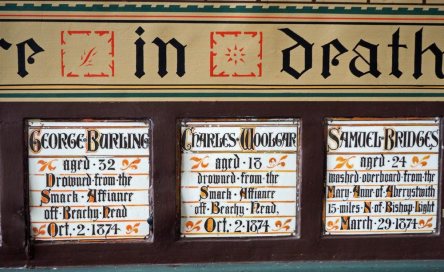 re in death
GEORGE·BURLING
aged·32
Drowned·from·the
Smack·Affiance
off·Beachy·Head
Oct.·2·1874
CHARLES·WOOLGAR
aged·18
drowned·from·the
Smack·Affiance
off·Beachy·Head,
Oct.·2·1874
SAMUEL·BRIDGES
aged·24
washed·overboard·from·the
Mary·Anne·of·Aberystwith
15·miles·N·of·Bishop·Light
March·29·1874